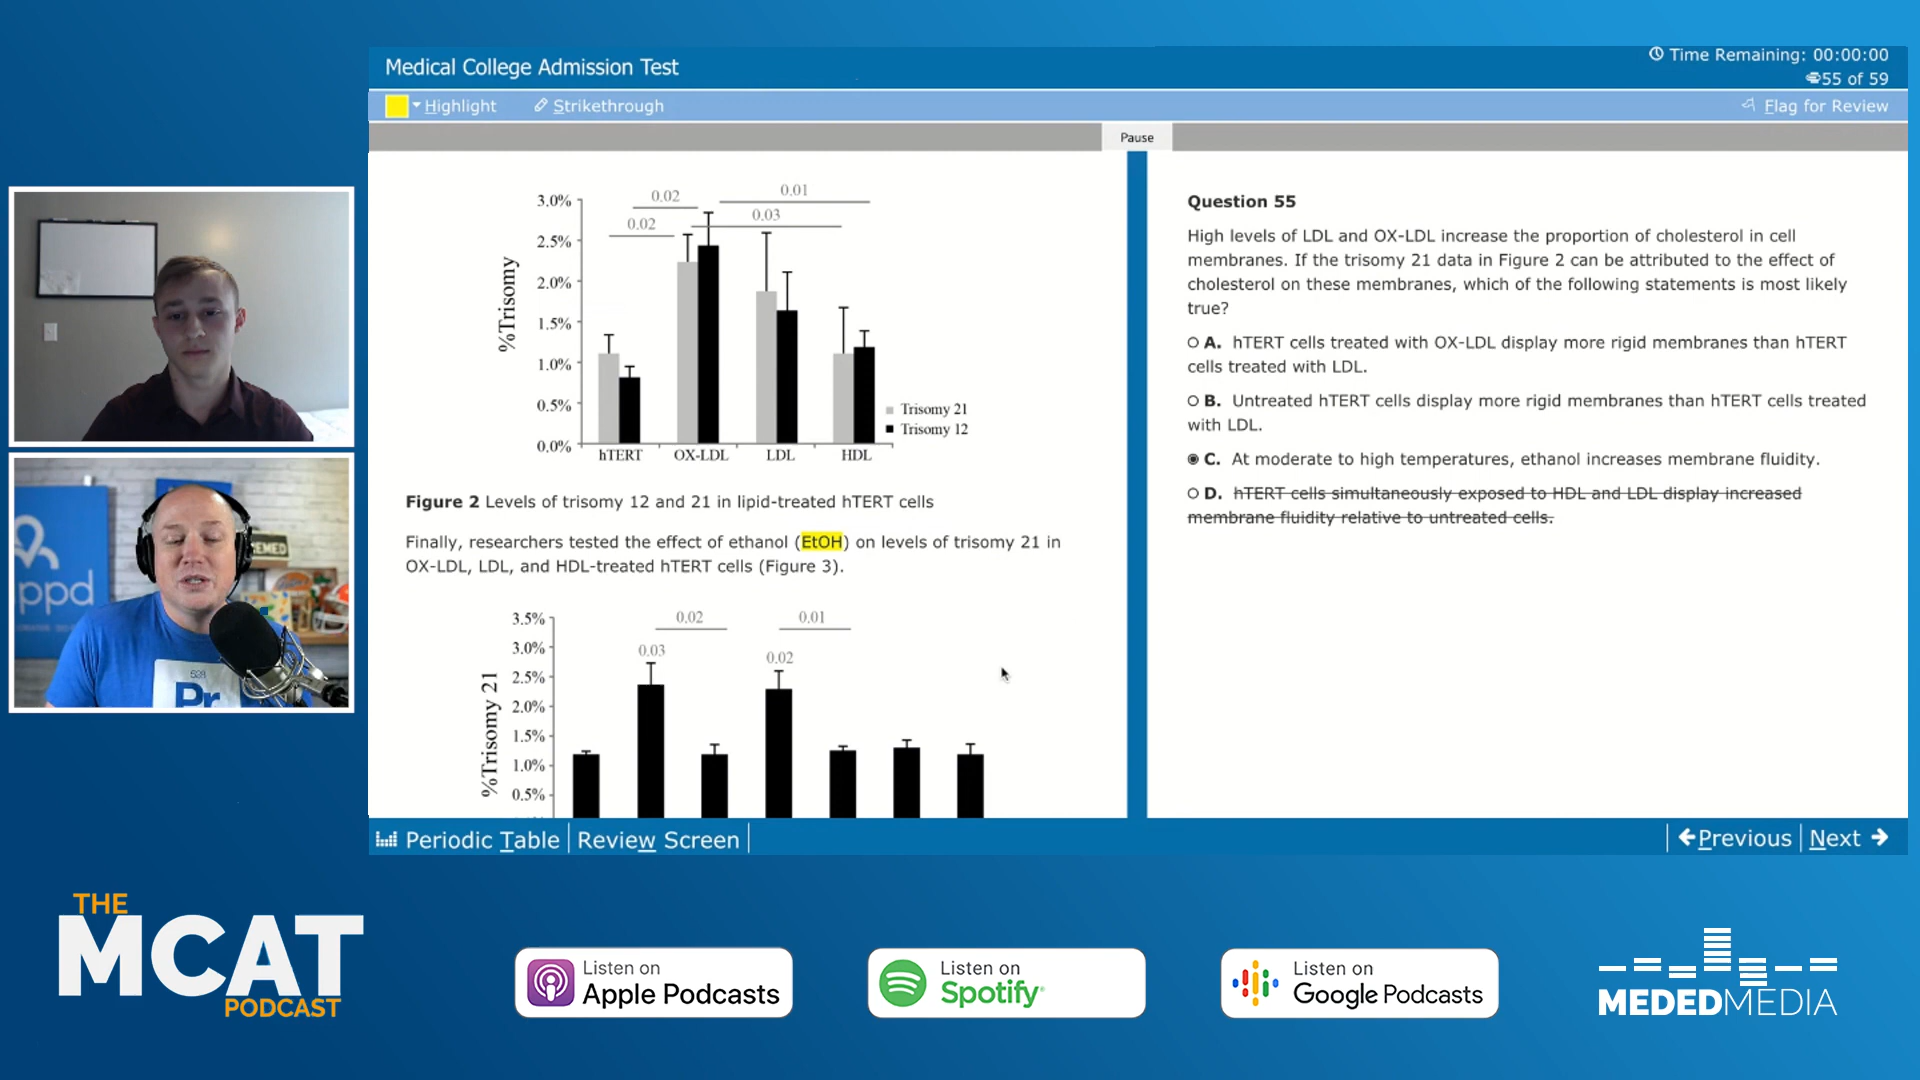 Medical College Admission Test
Time Remaining: 00:00:00
55 of 59
Highlight
Strikethrough
Flag for Review
Pause
3.0%
2.5%
2.0%
1.5%
1.0%
0.5%
0.0%
%Trisomy
0.02
0.01
0.02
0.03
Trisomy 21
Trisomy 12
hTERT
OX-LDL
LDL
HDL
Figure 2 Levels of trisomy 12 and 21 in lipid-treated hTERT cells
Finally, researchers tested the effect of ethanol (EtOH) on levels of trisomy 21 in
OX-LDL, LDL, and HDL-treated hTERT cells (Figure 3).
3.5%
3.0%
2.5%
2.0%
1.5%
1.0%
0.5%
%Trisomy 21
0.02
0.01
0.03
0.02
Question 55
High levels of LDL and OX-LDL increase the proportion of cholesterol in cell
membranes. If the trisomy 21 data in Figure 2 can be attributed to the effect of
cholesterol on these membranes, which of the following statements is most likely
true?
A. hTERT cells treated with OX-LDL display more rigid membranes than hTERT
cells treated with LDL.
B. Untreated hTERT cells display more rigid membranes than hTERT cells treated
with LDL.
C. At moderate to high temperatures, ethanol increases membrane fluidity.
D. hTERT cells simultaneously exposed to HDL and LDL display increased
membrane fluidity relative to untreated cells.
Periodic Table
Review Screen
Previous
Next
ppd
528
Pr
THE
MCAT
PODCAST
Listen on
Apple Podcasts
Listen on
Spotify
Listen on
Google Podcasts
MEDEDMEDIA